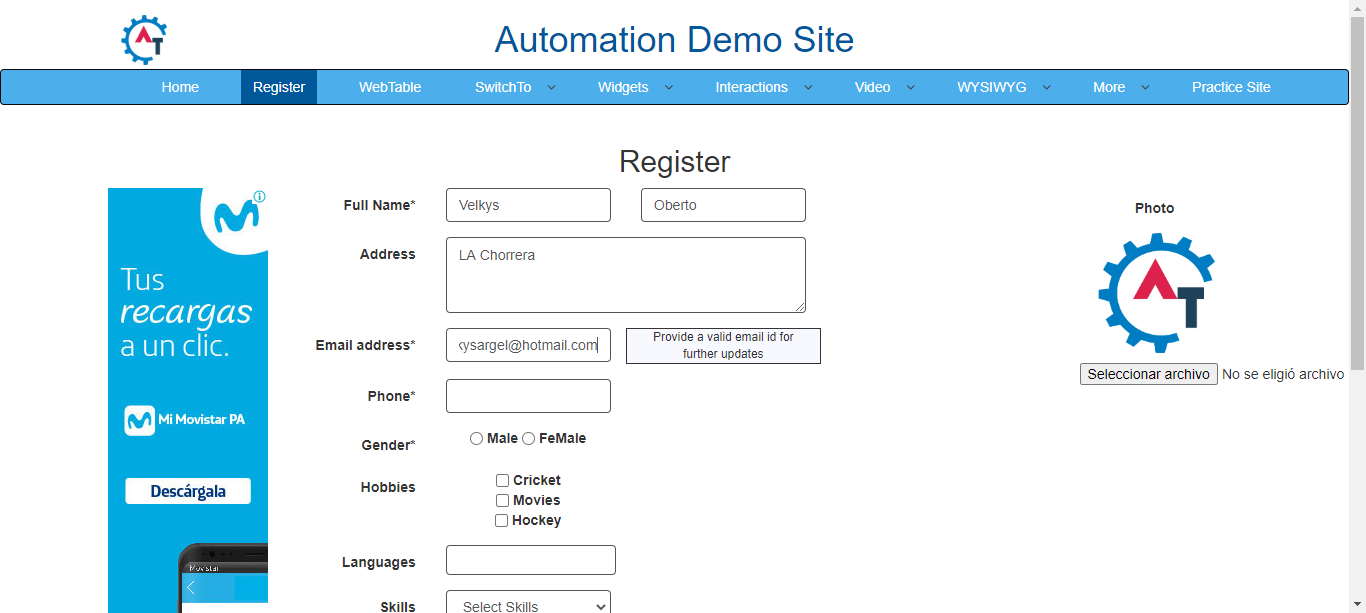 Automation Demo Site
Home Register WebTable SwitchTo Widgets Interactions Video WYSIWYG More Practice Site
Register
Full Name* Velkys Oberto
Photo
Address LA Chorrera
Tus
recargas
a un clic.
Email address* kysargel@hotmail.com
Provide a valid email id for
further updates
Seleccionar archivo No se eligió archivo
Phone*
Mi Movistar PA
Gender* Male FeMale
Hobbies Cricket
Movies
Hockey
Descárgala
Languages
Movistar
Skills Select Skills